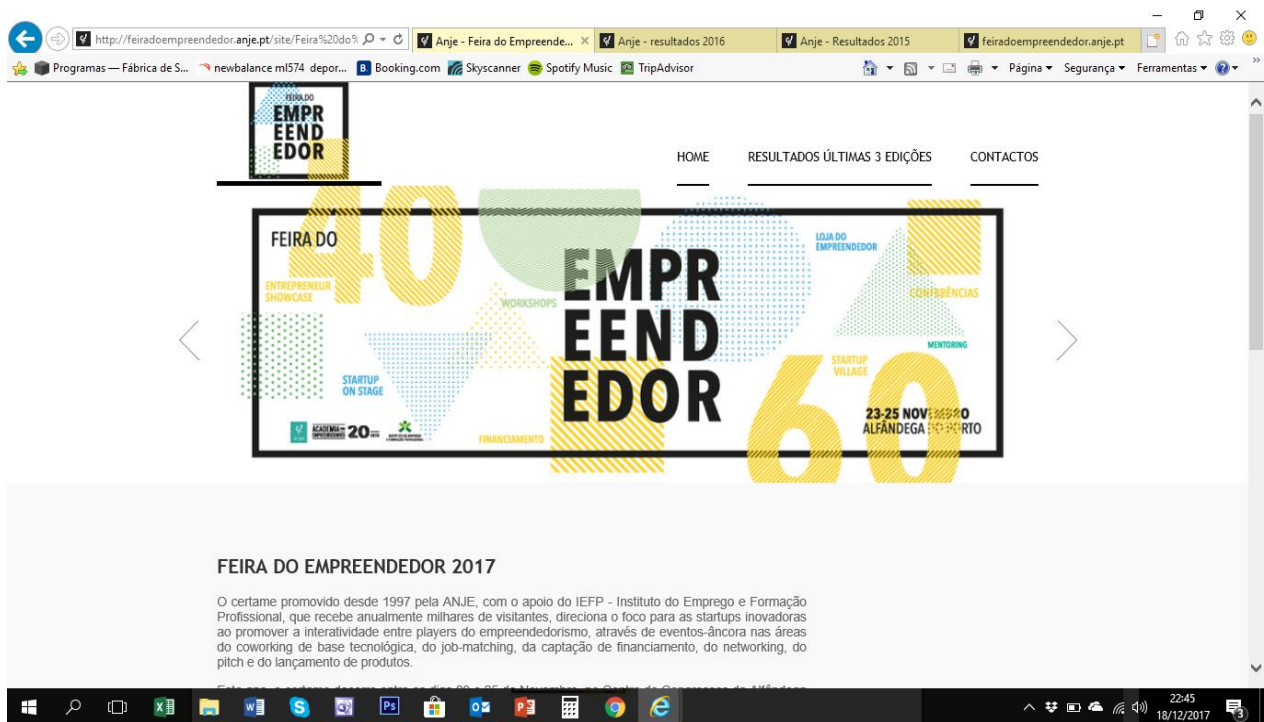 http://feiradoempreendedor.anje.pt/site/Feira%20do%
Anje - Feira do Empreende...
Anje - resultados 2016
Anje - Resultados 2015
feiradoempreendedor.anje.pt
Programas — Fábrica de S...
newbalance ml574 depor...
Booking.com
Skyscanner
Spotify Music
TripAdvisor
Página
Segurança
Ferramentas
FEIRA DO
EMPR
EEND
EDOR
HOME
RESULTADOS ÚLTIMAS 3 EDIÇÕES
CONTACTOS
40
FEIRA DO
ENTREPRENEUR
SHOWCASE
WORKSHOPS
EMPR
EEND
EDOR
LOJA DO
EMPREENDEDOR
CONFERÊNCIAS
MENTORING
STARTUP
VILLAGE
STARTUP
ON STAGE
FINANCIAMENTO
60
23-25 NOVEMBRO
ALFÂNDEGA DO PORTO
anje
20
FEIRA DO EMPREENDEDOR 2017
O certame promovido desde 1997 pela ANJE, com o apoio do IEFP - Instituto do Emprego e Formação
Profissional, que recebe anualmente milhares de visitantes, direciona o foco para as startups inovadoras
ao promover a interatividade entre players do empreendedorismo, através de eventos-âncora nas áreas
do coworking de base tecnológica, do job-matching, da captação de financiamento, do networking, do
pitch e do lançamento de produtos.
22:45
18/12/2017